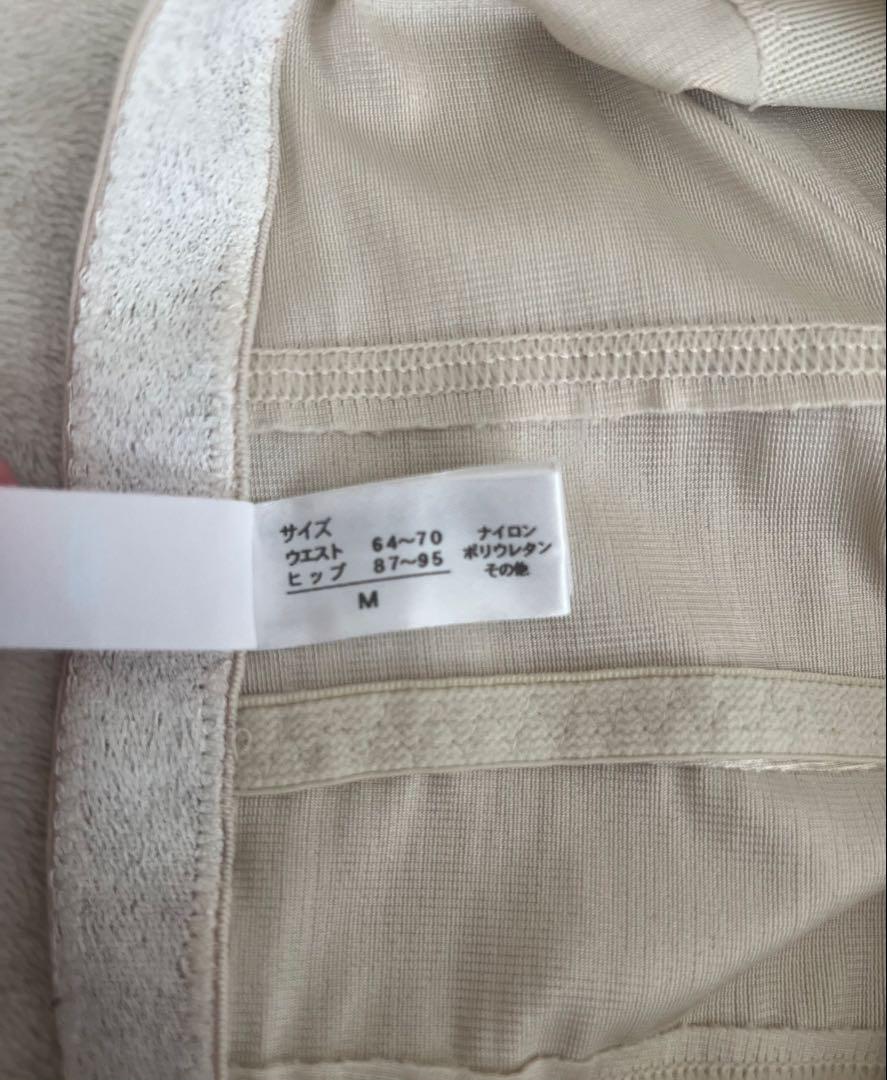 サイズ
ウエスト 64〜70
ヒップ 87〜95
M
ナイロン
ポリウレタン
その他